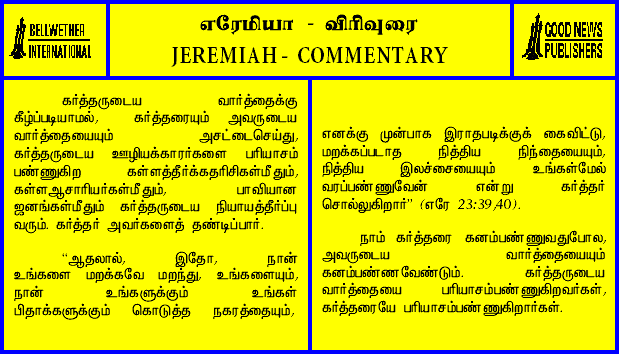 BELLWETHER
INTERNATIONAL
எரேமியா - விரிவுரை
JEREMIAH - COMMENTARY
GOOD NEWS
PUBLISHERS
கர்த்தருடைய வார்த்தைக்கு
கீழ்ப்படியாமல், கர்த்தரையும் அவருடைய
வார்த்தையையும் அசட்டைசெய்து,
கர்த்தருடைய ஊழியக்காரர்களை பரியாசம்
பண்ணுகிற கள்ளத்தீர்க்கதரிசிகள்மீதும்,
கள்ளஆசாரியர்கள்மீதும், பாவியான
ஜனங்கள்மீதும் கர்த்தருடைய நியாயத்தீர்ப்பு
வரும். கர்த்தர் அவர்களைத் தண்டிப்பார்.
“ஆதலால், இதோ, நான்
உங்களை மறக்கவே மறந்து, உங்களையும்,
நான் உங்களுக்கும் உங்கள்
பிதாக்களுக்கும் கொடுத்த நகரத்தையும்,
எனக்கு முன்பாக இராதபடிக்குக் கைவிட்டு,
மறக்கப்படாத நித்திய நிந்தையையும்,
நித்திய இலச்சையையும் உங்கள்மேல்
வரப்பண்ணுவேன் என்று கர்த்தர்
சொல்லுகிறார்” (எரே 23:39,40).
நாம் கர்த்தரை கனம்பண்ணுவதுபோல,
அவருடைய வார்த்தையையும்
கனம்பண்ணவேண்டும். கர்த்தருடைய
வார்த்தையை பரியாசம்பண்ணுகிறவர்கள்,
கர்த்தரையே பரியாசம்பண்ணுகிறார்கள்.